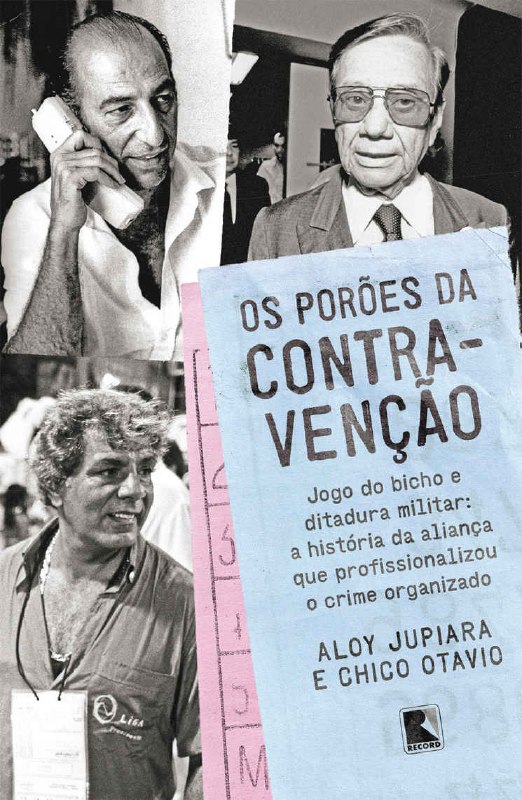 OS PORÕES DA
CONTRA-
VENÇÃO
Jogo do bicho e
ditadura militar:
a história da aliança
que profissionalizou
o crime organizado
ALOY JUPIARA
E CHICO OTAVIO
R
RECORD
LIGA